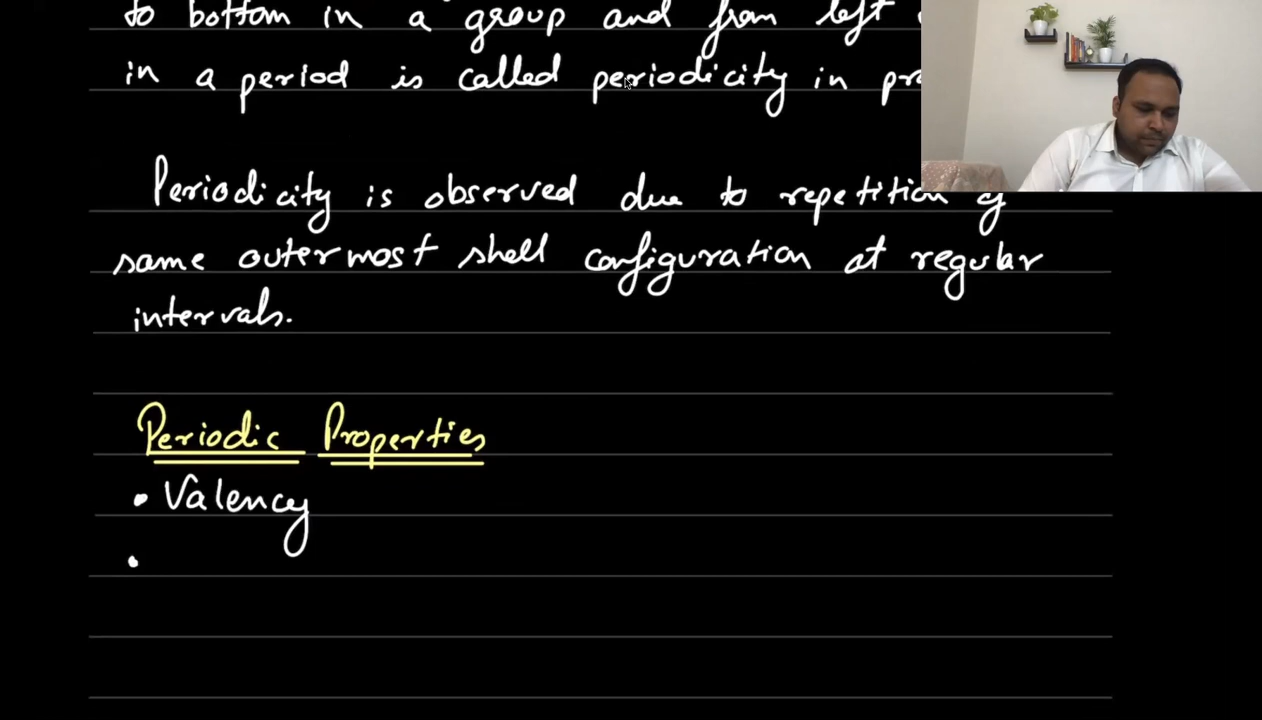 to bottom in a group and from left
in a period is called periodicity in
Periodicity is observed due to repetition of
same outermost shell configuration at regular
intervals.
Periodic Properties
• Valency
•